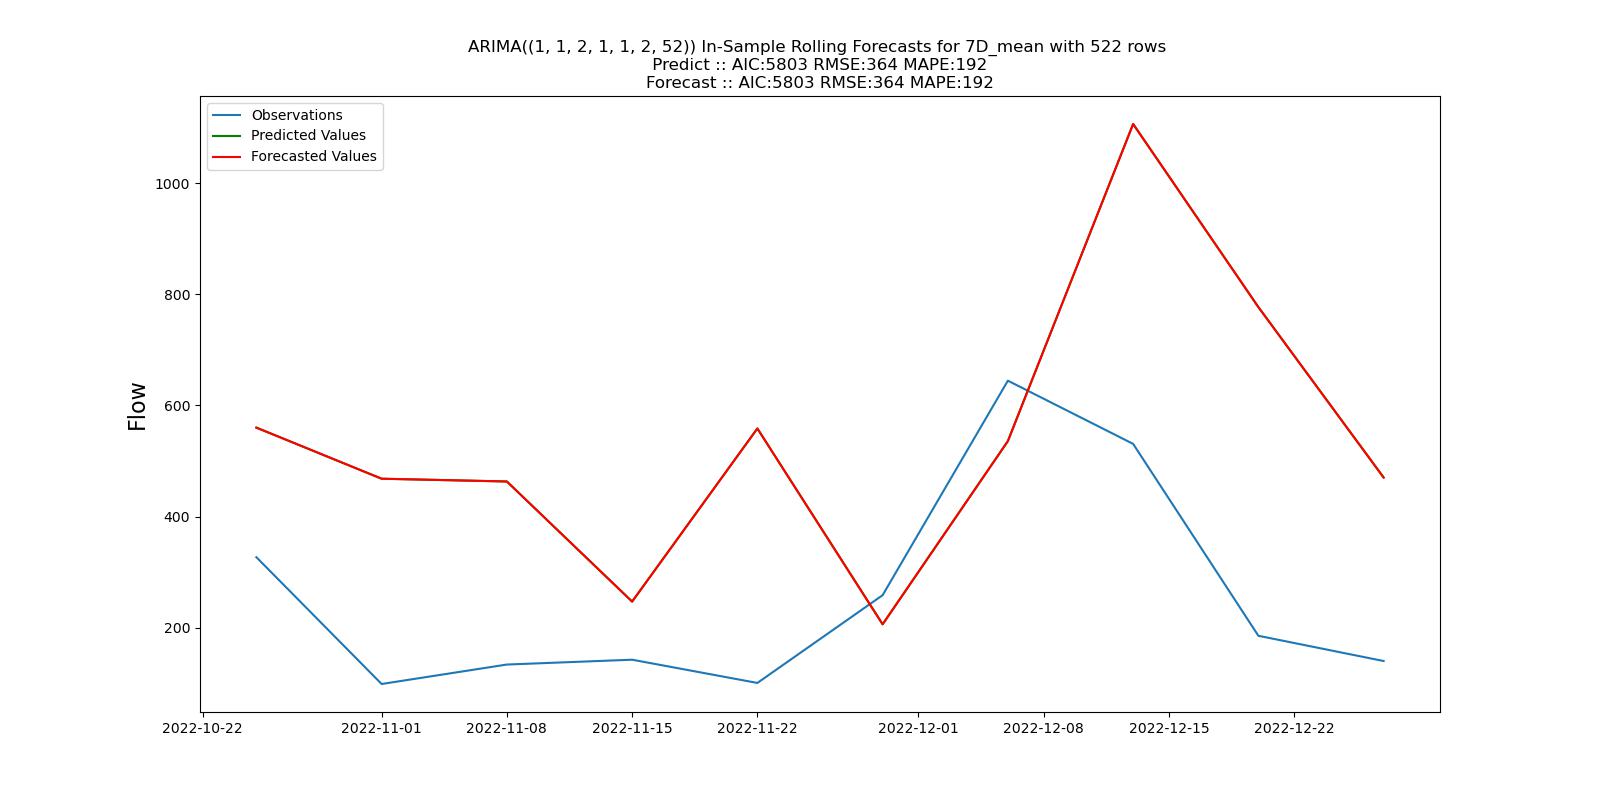 ARIMA((1, 1, 2, 1, 1, 2, 52)) In-Sample Rolling Forecasts for 7D_mean with 522 rows
Predict :: AIC:5803 RMSE:364 MAPE:192
Forecast :: AIC:5803 RMSE:364 MAPE:192
Observations
Predicted Values
Forecasted Values
1000
800
600
400
200
Flow
2022-10-22 2022-11-01 2022-11-08 2022-11-15 2022-11-22 2022-12-01 2022-12-08 2022-12-15 2022-12-22